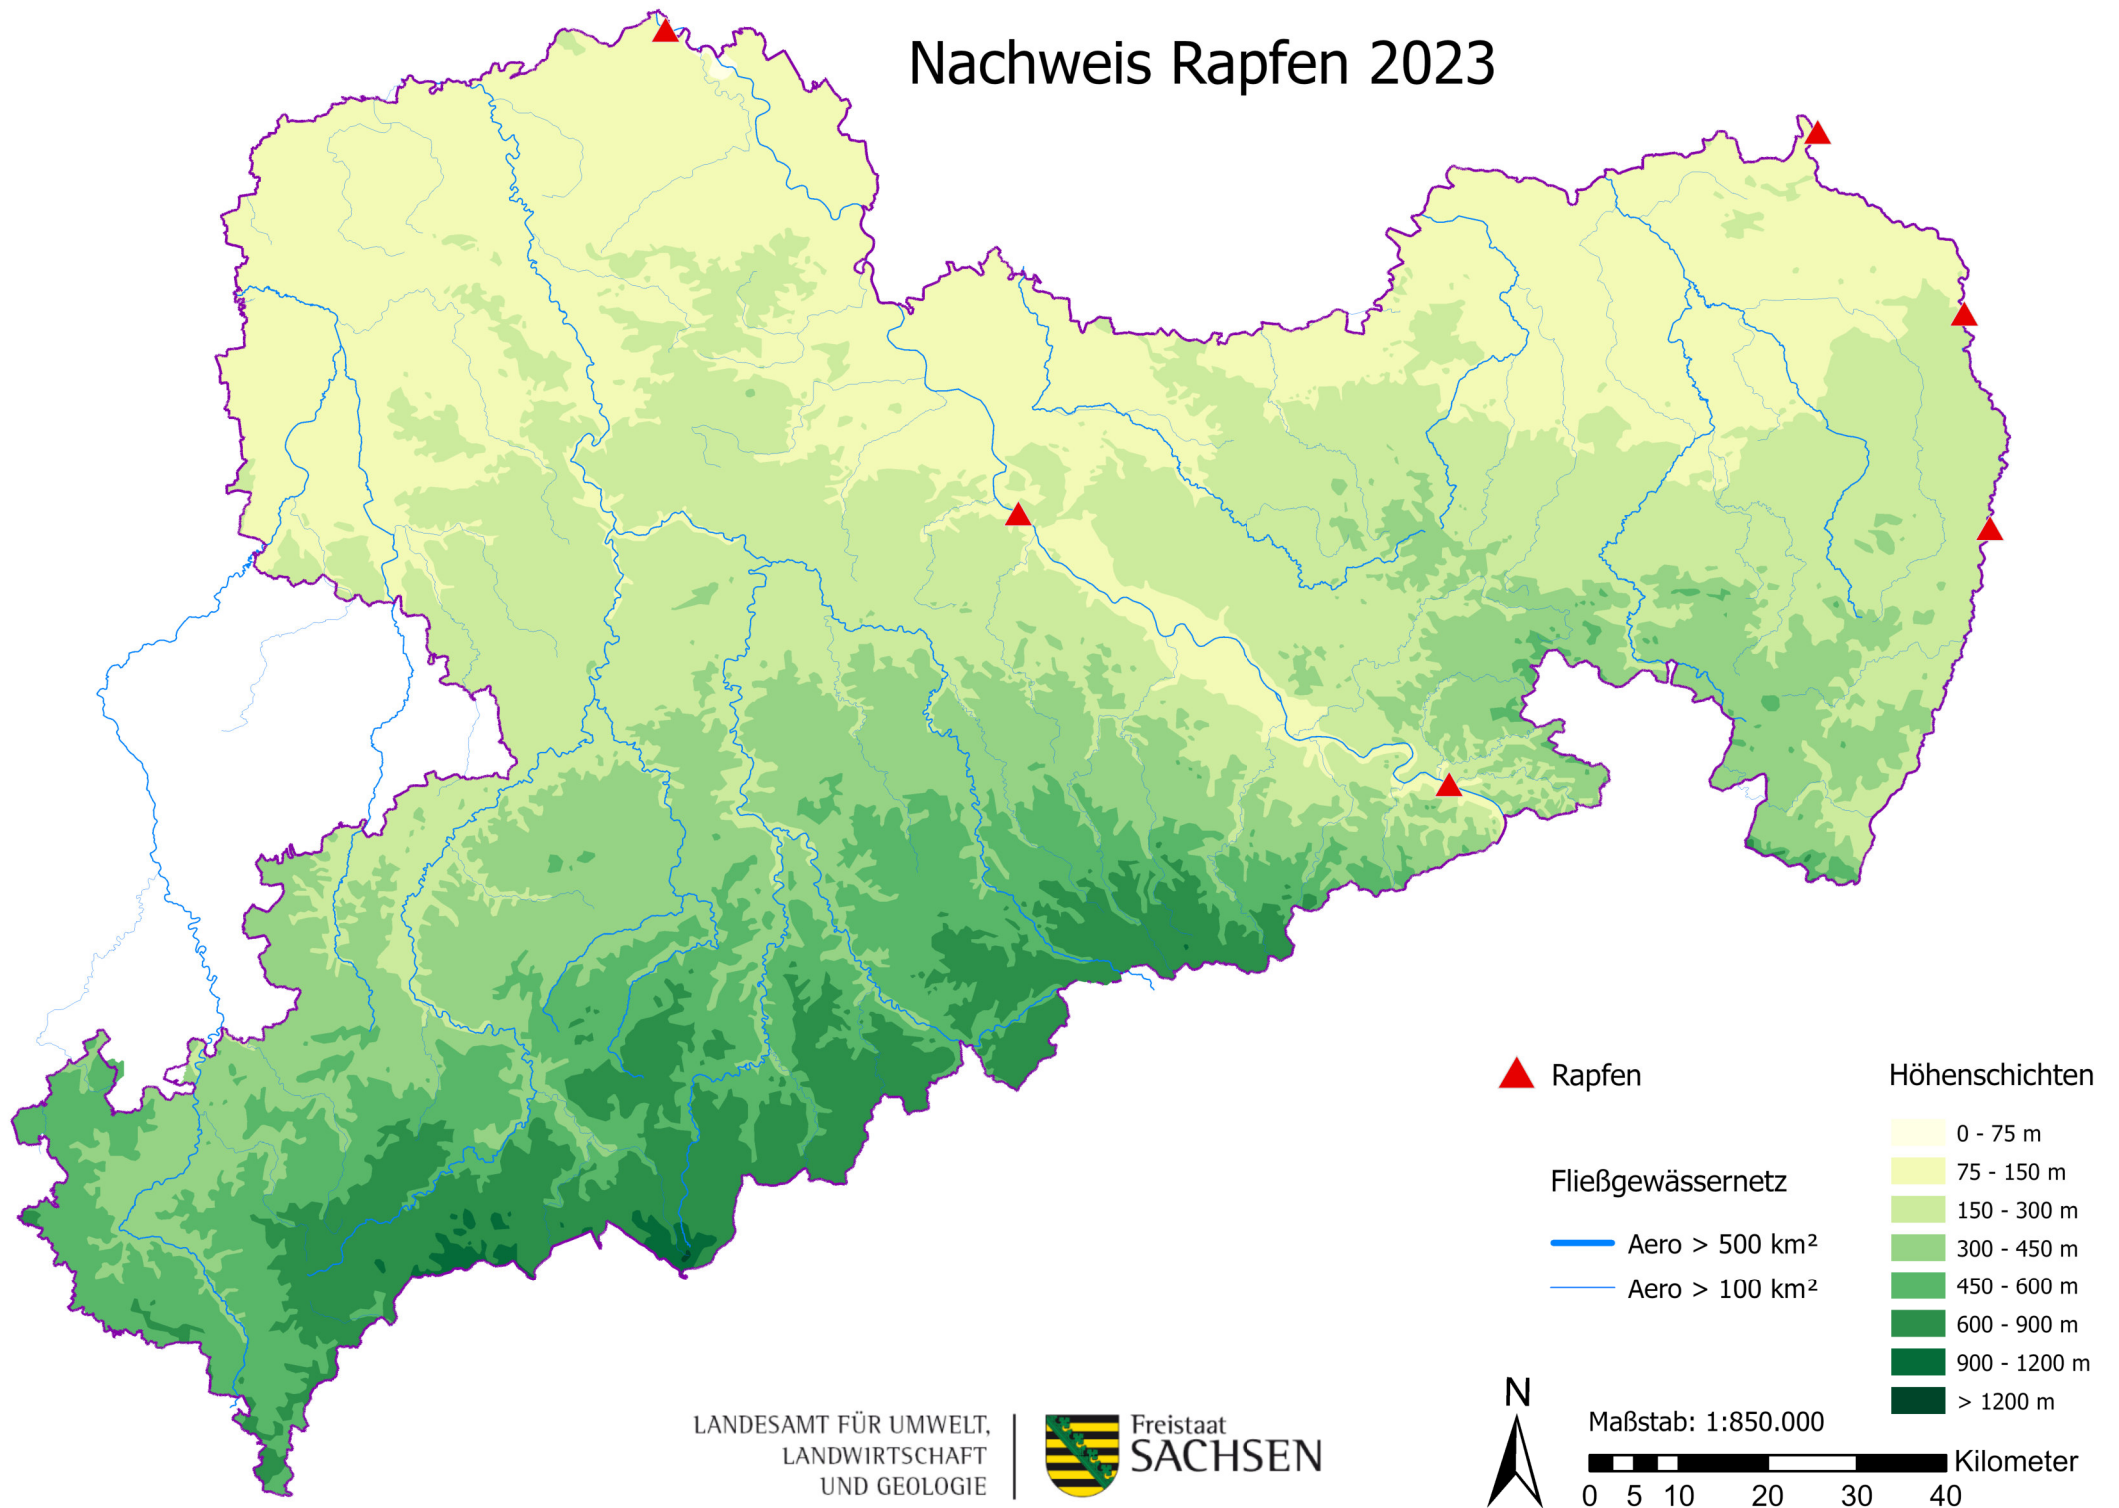 Nachweis Rapfen 2023
Rapfen
Fließgewässernetz
Aero > 500 km²
Aero > 100 km²
Höhenschichten
0 - 75 m
75 - 150 m
150 - 300 m
300 - 450 m
450 - 600 m
600 - 900 m
900 - 1200 m
> 1200 m
LANDESAMT FÜR UMWELT,
LANDWIRTSCHAFT
UND GEOLOGIE
Freistaat
SACHSEN
N
Maßstab: 1:850.000
Kilometer
0 5 10 20 30 40